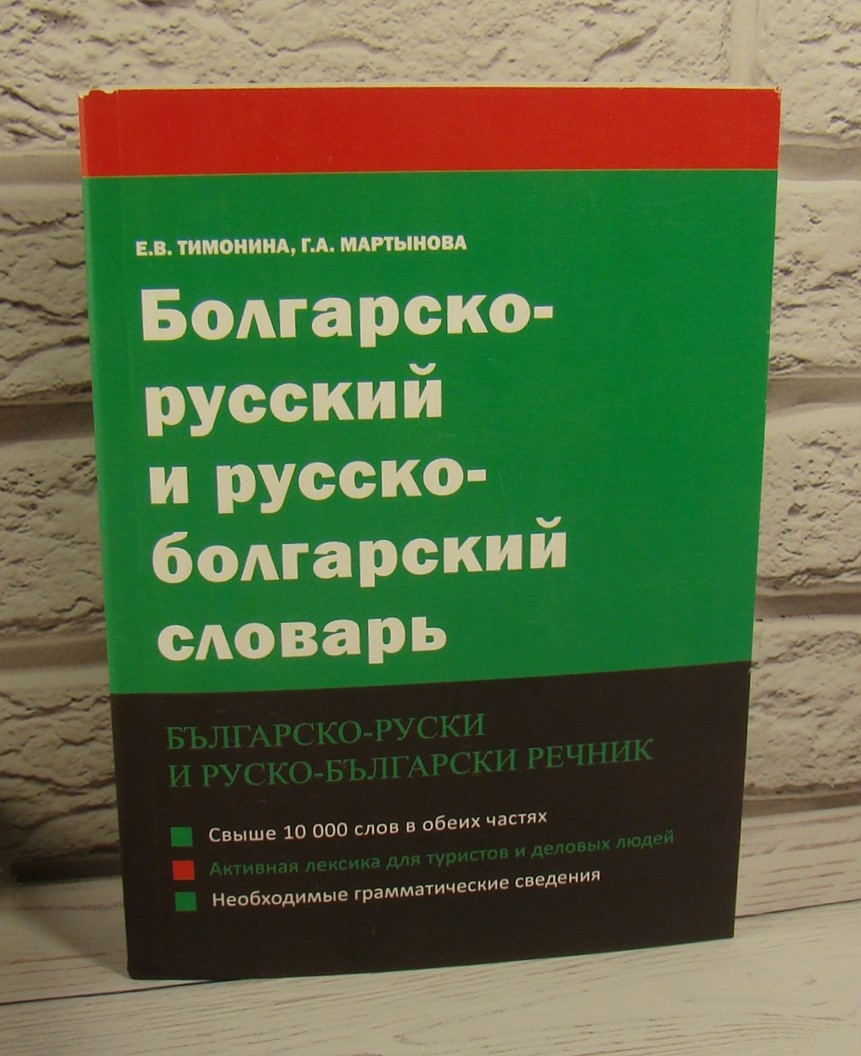 Е.В. ТИМОНИНА, Г.А. МАРТЫНОВА
Болгарско-
русский
и русско-
болгарский
словарь
БЪЛГАРСКО-РУСКИ
И РУСКО-БЪЛГАРСКИ РЕЧНИК
Свыше 10 000 слов в обеих частях
Активная лексика для туристов и деловых людей
Необходимые грамматические сведения